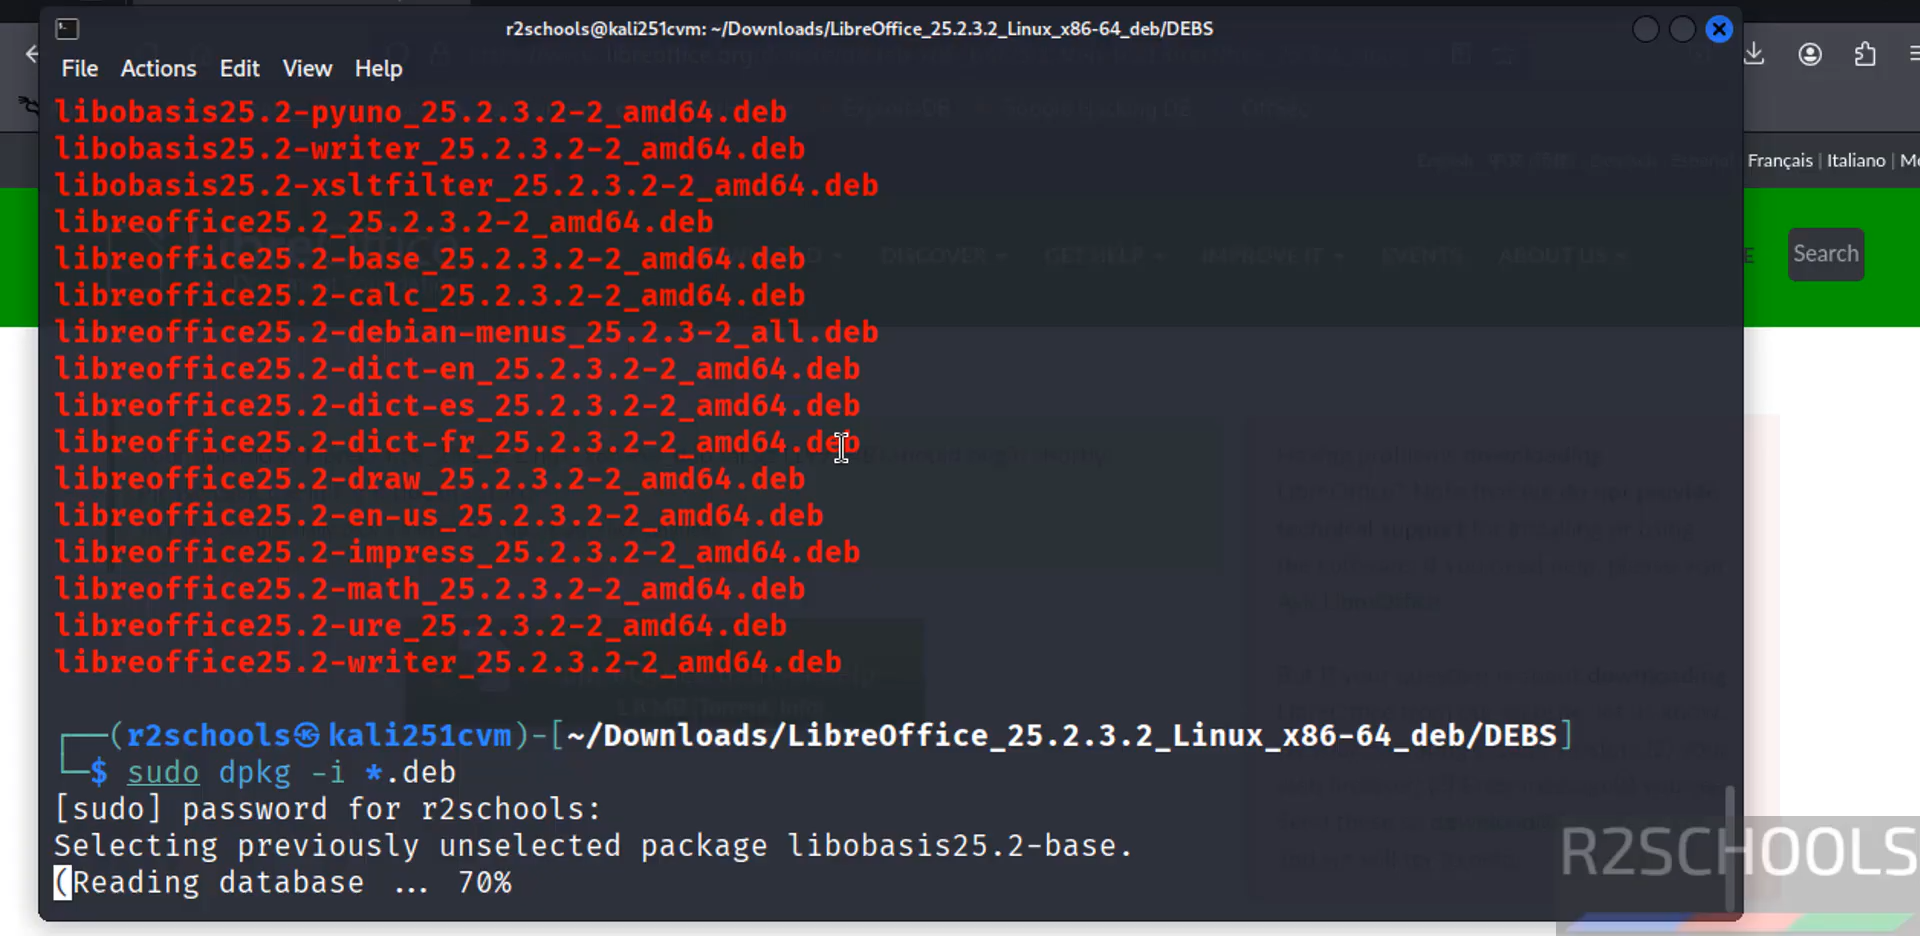 r2schools@kali251cvm: ~/Downloads/LibreOffice_25.2.3.2_Linux_x86-64_deb/DEBS
File Actions Edit View Help
libobasis25.2-pyuno_25.2.3.2-2_amd64.deb
libobasis25.2-writer_25.2.3.2-2_amd64.deb
libobasis25.2-xsltfilter_25.2.3.2-2_amd64.deb
libreoffice25.2_25.2.3.2-2_amd64.deb
libreoffice25.2-base_25.2.3.2-2_amd64.deb
libreoffice25.2-calc_25.2.3.2-2_amd64.deb
libreoffice25.2-debian-menus_25.2.3-2_all.deb
libreoffice25.2-dict-en_25.2.3.2-2_amd64.deb
libreoffice25.2-dict-es_25.2.3.2-2_amd64.deb
libreoffice25.2-dict-fr_25.2.3.2-2_amd64.deb
libreoffice25.2-draw_25.2.3.2-2_amd64.deb
libreoffice25.2-en-us_25.2.3.2-2_amd64.deb
libreoffice25.2-impress_25.2.3.2-2_amd64.deb
libreoffice25.2-math_25.2.3.2-2_amd64.deb
libreoffice25.2-ure_25.2.3.2-2_amd64.deb
libreoffice25.2-writer_25.2.3.2-2_amd64.deb
┌──(r2schools㉿kali251cvm)-[~/Downloads/LibreOffice_25.2.3.2_Linux_x86-64_deb/DEBS]
└─$ sudo dpkg -i *.deb
[sudo] password for r2schools:
Selecting previously unselected package libobasis25.2-base.
(Reading database ... 70%
Français | Italiano |
DISCOVER GET HELP IMPROVE IT EVENTS ABOUT US
Search
R2SCHOOLS